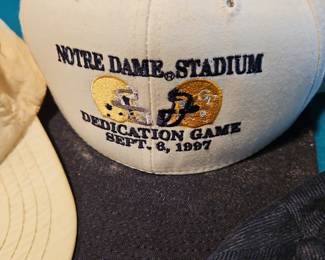 NOTRE DAME® STADIUM
DEDICATION GAME
SEPT. 6, 1997